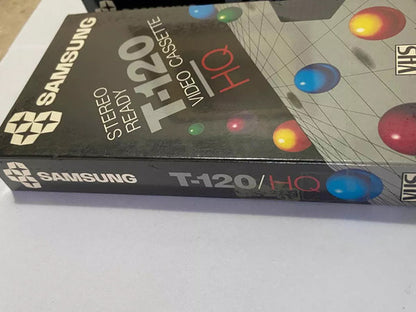 SAMSUNG
STEREO
READY
T-120
VIDEO CASSETTE
HQ
VHS
SAMSUNG T-120/HQ VHS